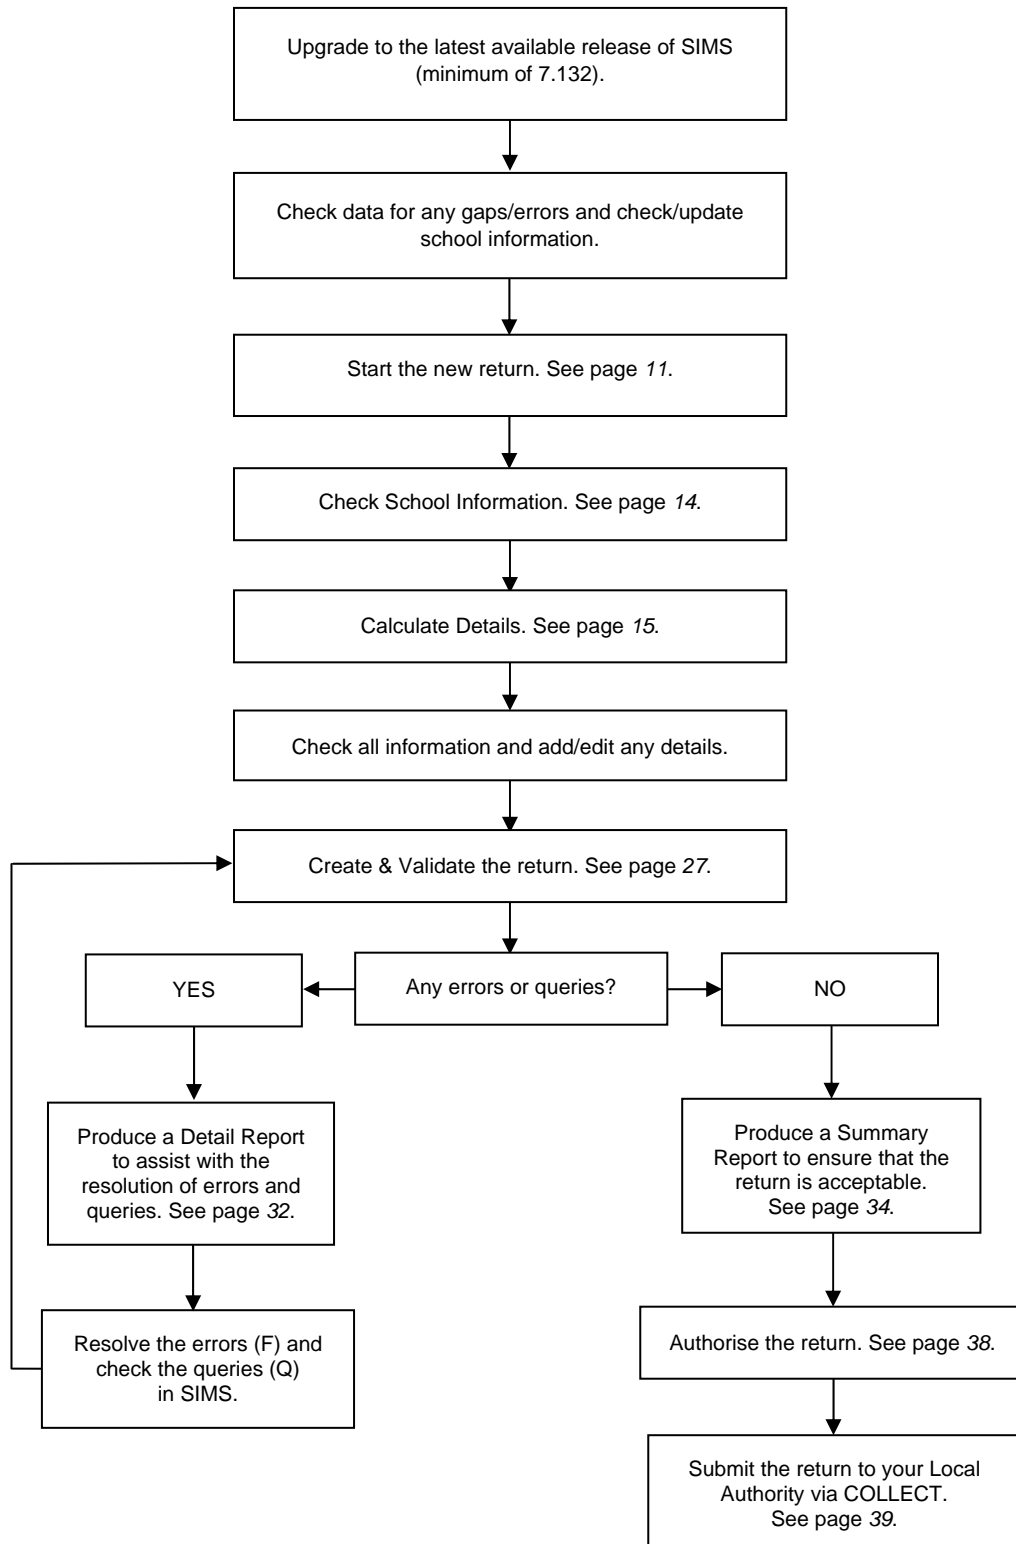 Upgrade to the latest available release of SIMS
(minimum of 7.132).
Check data for any gaps/errors and check/update
school information.
Start the new return. See page 11.
Check School Information. See page 14.
Calculate Details. See page 15.
Check all information and add/edit any details.
Create & Validate the return. See page 27.
YES
Any errors or queries?
NO
Produce a Detail Report
to assist with the
resolution of errors and
queries. See page 32.
Produce a Summary
Report to ensure that the
return is acceptable.
See page 34.
Resolve the errors (F) and
check the queries (Q)
in SIMS.
Authorise the return. See page 38.
Submit the return to your Local
Authority via COLLECT.
See page 39.